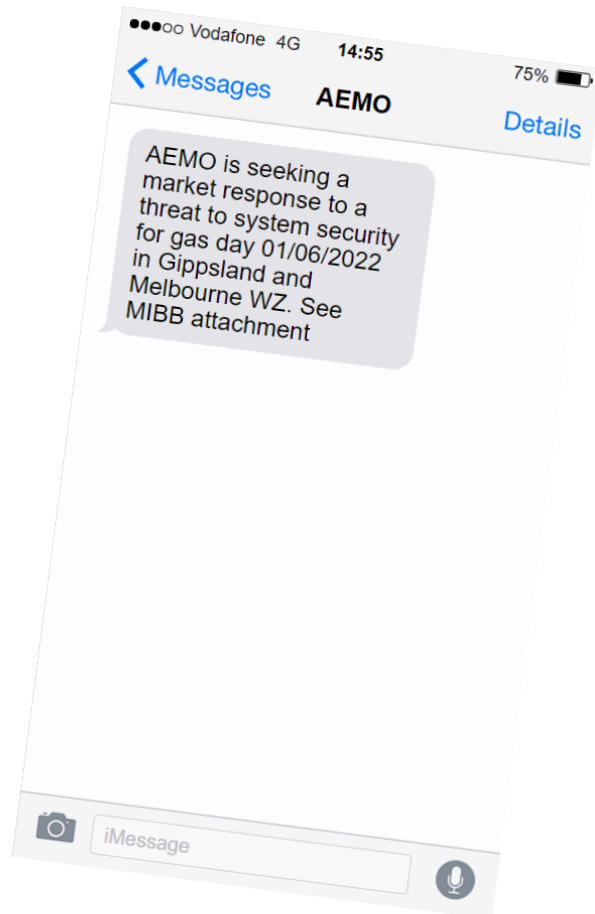 ●●●○○ Vodafone 4G 14:55 75%
Messages AEMO Details
AEMO is seeking a
market response to a
threat to system security
for gas day 01/06/2022
in Gippsland and
Melbourne WZ. See
MIBB attachment
iMessage